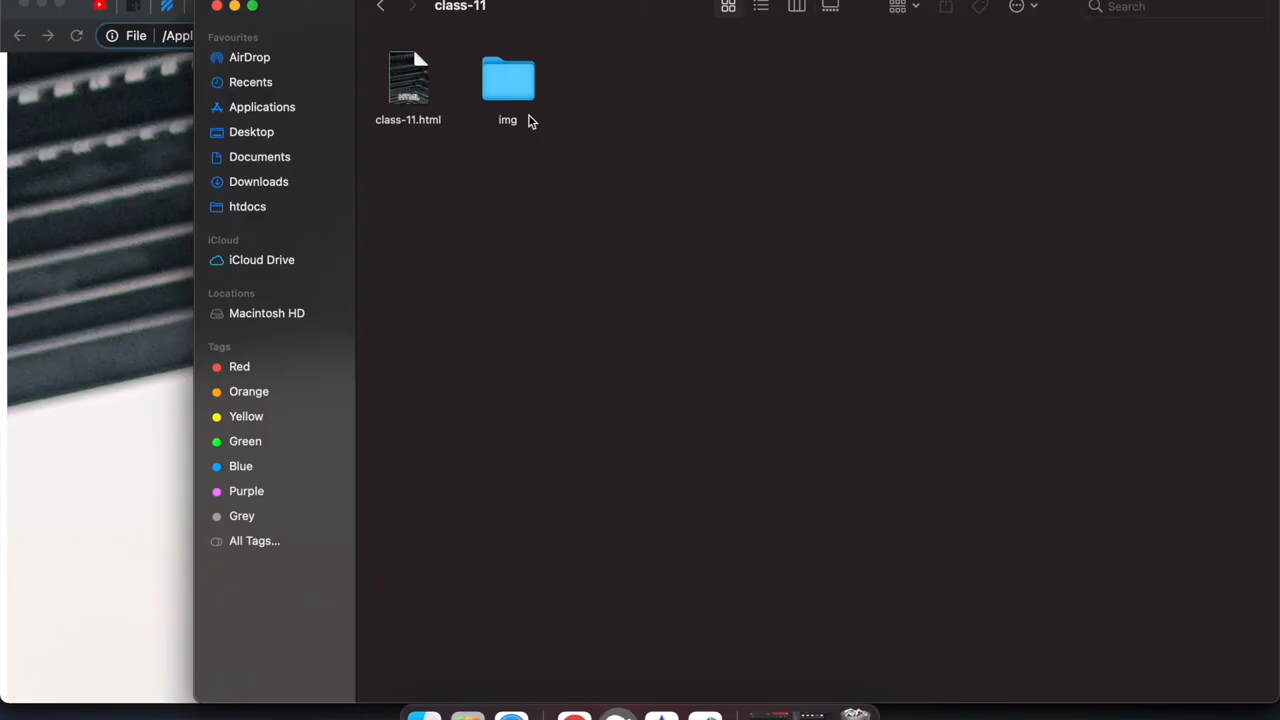 class-11
Search
File
/Appl
Favourites
AirDrop
Recents
Applications
Desktop
Documents
Downloads
htdocs
iCloud
iCloud Drive
Locations
Macintosh HD
Tags
Red
Orange
Yellow
Green
Blue
Purple
Grey
All Tags...
HTML
class-11.html
img